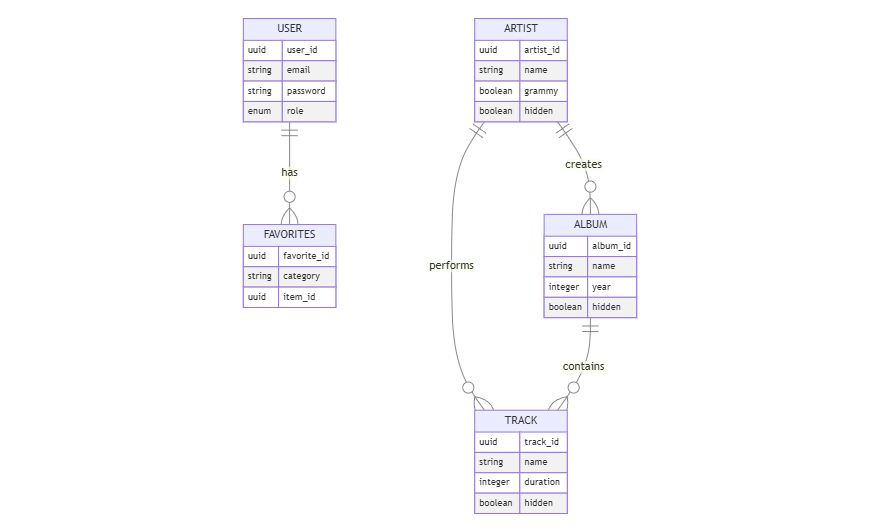 USER
uuid user_id
string email
string password
enum role
has
FAVORITES
uuid favorite_id
string category
uuid item_id
ARTIST
uuid artist_id
string name
boolean grammy
boolean hidden
creates
performs
ALBUM
uuid album_id
string name
integer year
boolean hidden
contains
TRACK
uuid track_id
string name
integer duration
boolean hidden